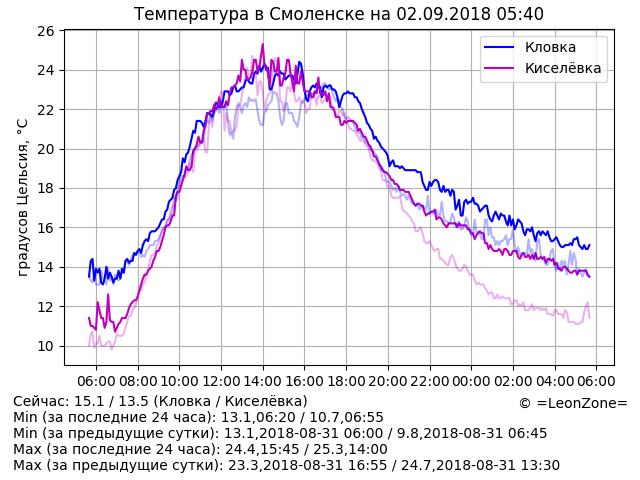 Температура в Смоленске на 02.09.2018 05:40
градусов Цельсия, °C
26
24
22
20
18
16
14
12
10
Кловка
Киселёвка
06:00 08:00 10:00 12:00 14:00 16:00 18:00 20:00 22:00 00:00 02:00 04:00 06:00
Сейчас: 15.1 / 13.5 (Кловка / Киселёвка)
© =LeonZone=
Min (за последние 24 часа): 13.1,06:20 / 10.7,06:55
Min (за предыдущие сутки): 13.1,2018-08-31 06:00 / 9.8,2018-08-31 06:45
Max (за последние 24 часа): 24.4,15:45 / 25.3,14:00
Max (за предыдущие сутки): 23.3,2018-08-31 16:55 / 24.7,2018-08-31 13:30